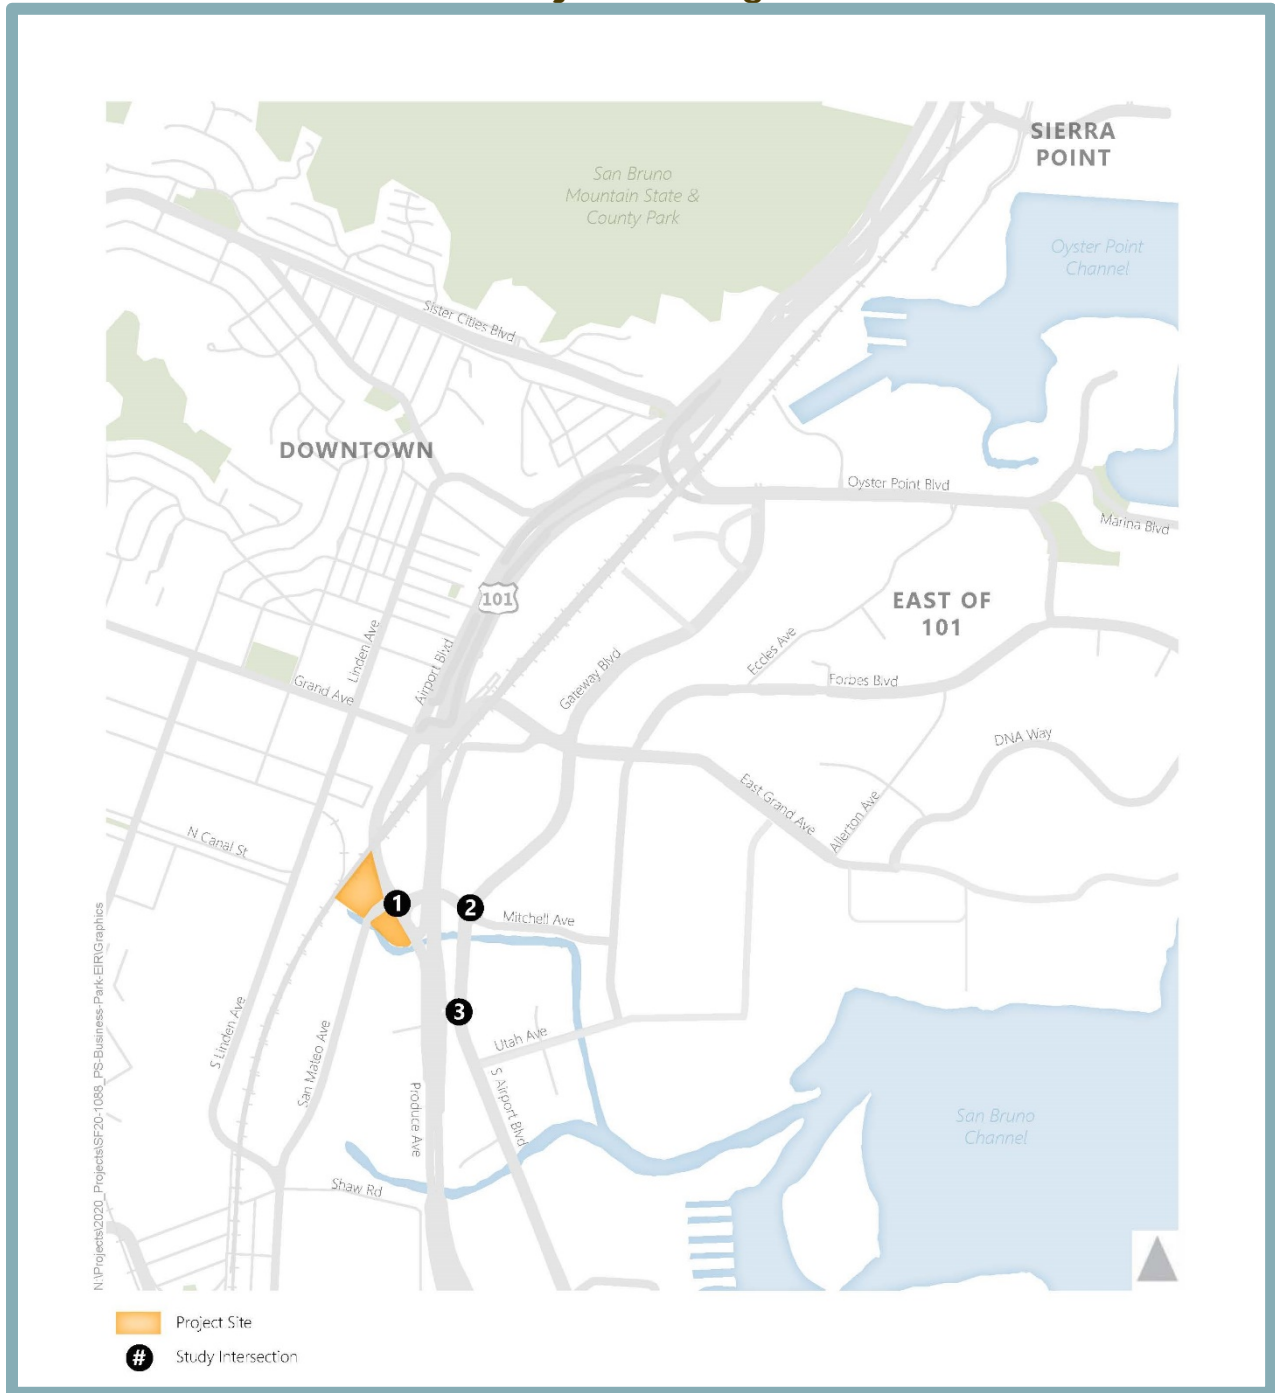 SIERRA
POINT
San Bruno
Mountain State &
County Park
Oyster Point
Channel
Sister Cities Blvd
DOWNTOWN
Oyster Point Blvd
Marina Blvd
101
EAST OF
101
Linden Ave
Airport Blvd
Eccles Ave
Gateway Blvd
Forbes Blvd
Grand Ave
DNA Way
East Grand Ave
Allerton Ave
N Canal St
1
2
Mitchell Ave
3
S Linden Ave
San Mateo Ave
Utah Ave
Produce Ave
S Airport Blvd
San Bruno
Channel
Shaw Rd
N:\Projects\2020_Projects\SF20-1088_PS-Business-Park-EIR\Graphics
Project Site
# Study Intersection